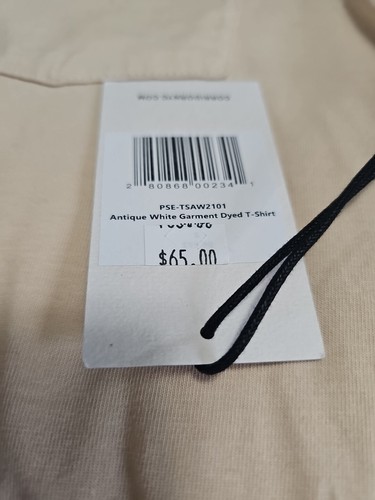 2 80868 00234 1
PSE-TSAW2101
Antique White Garment Dyed T-Shirt
$65.00